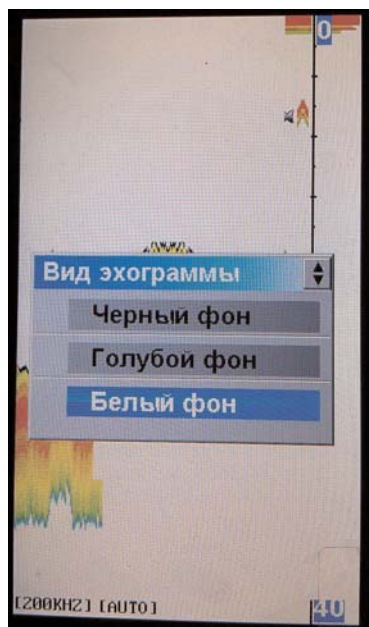 0
Вид эхограммы
Черный фон
Голубой фон
Белый фон
[200KHZ] [AUTO]
40